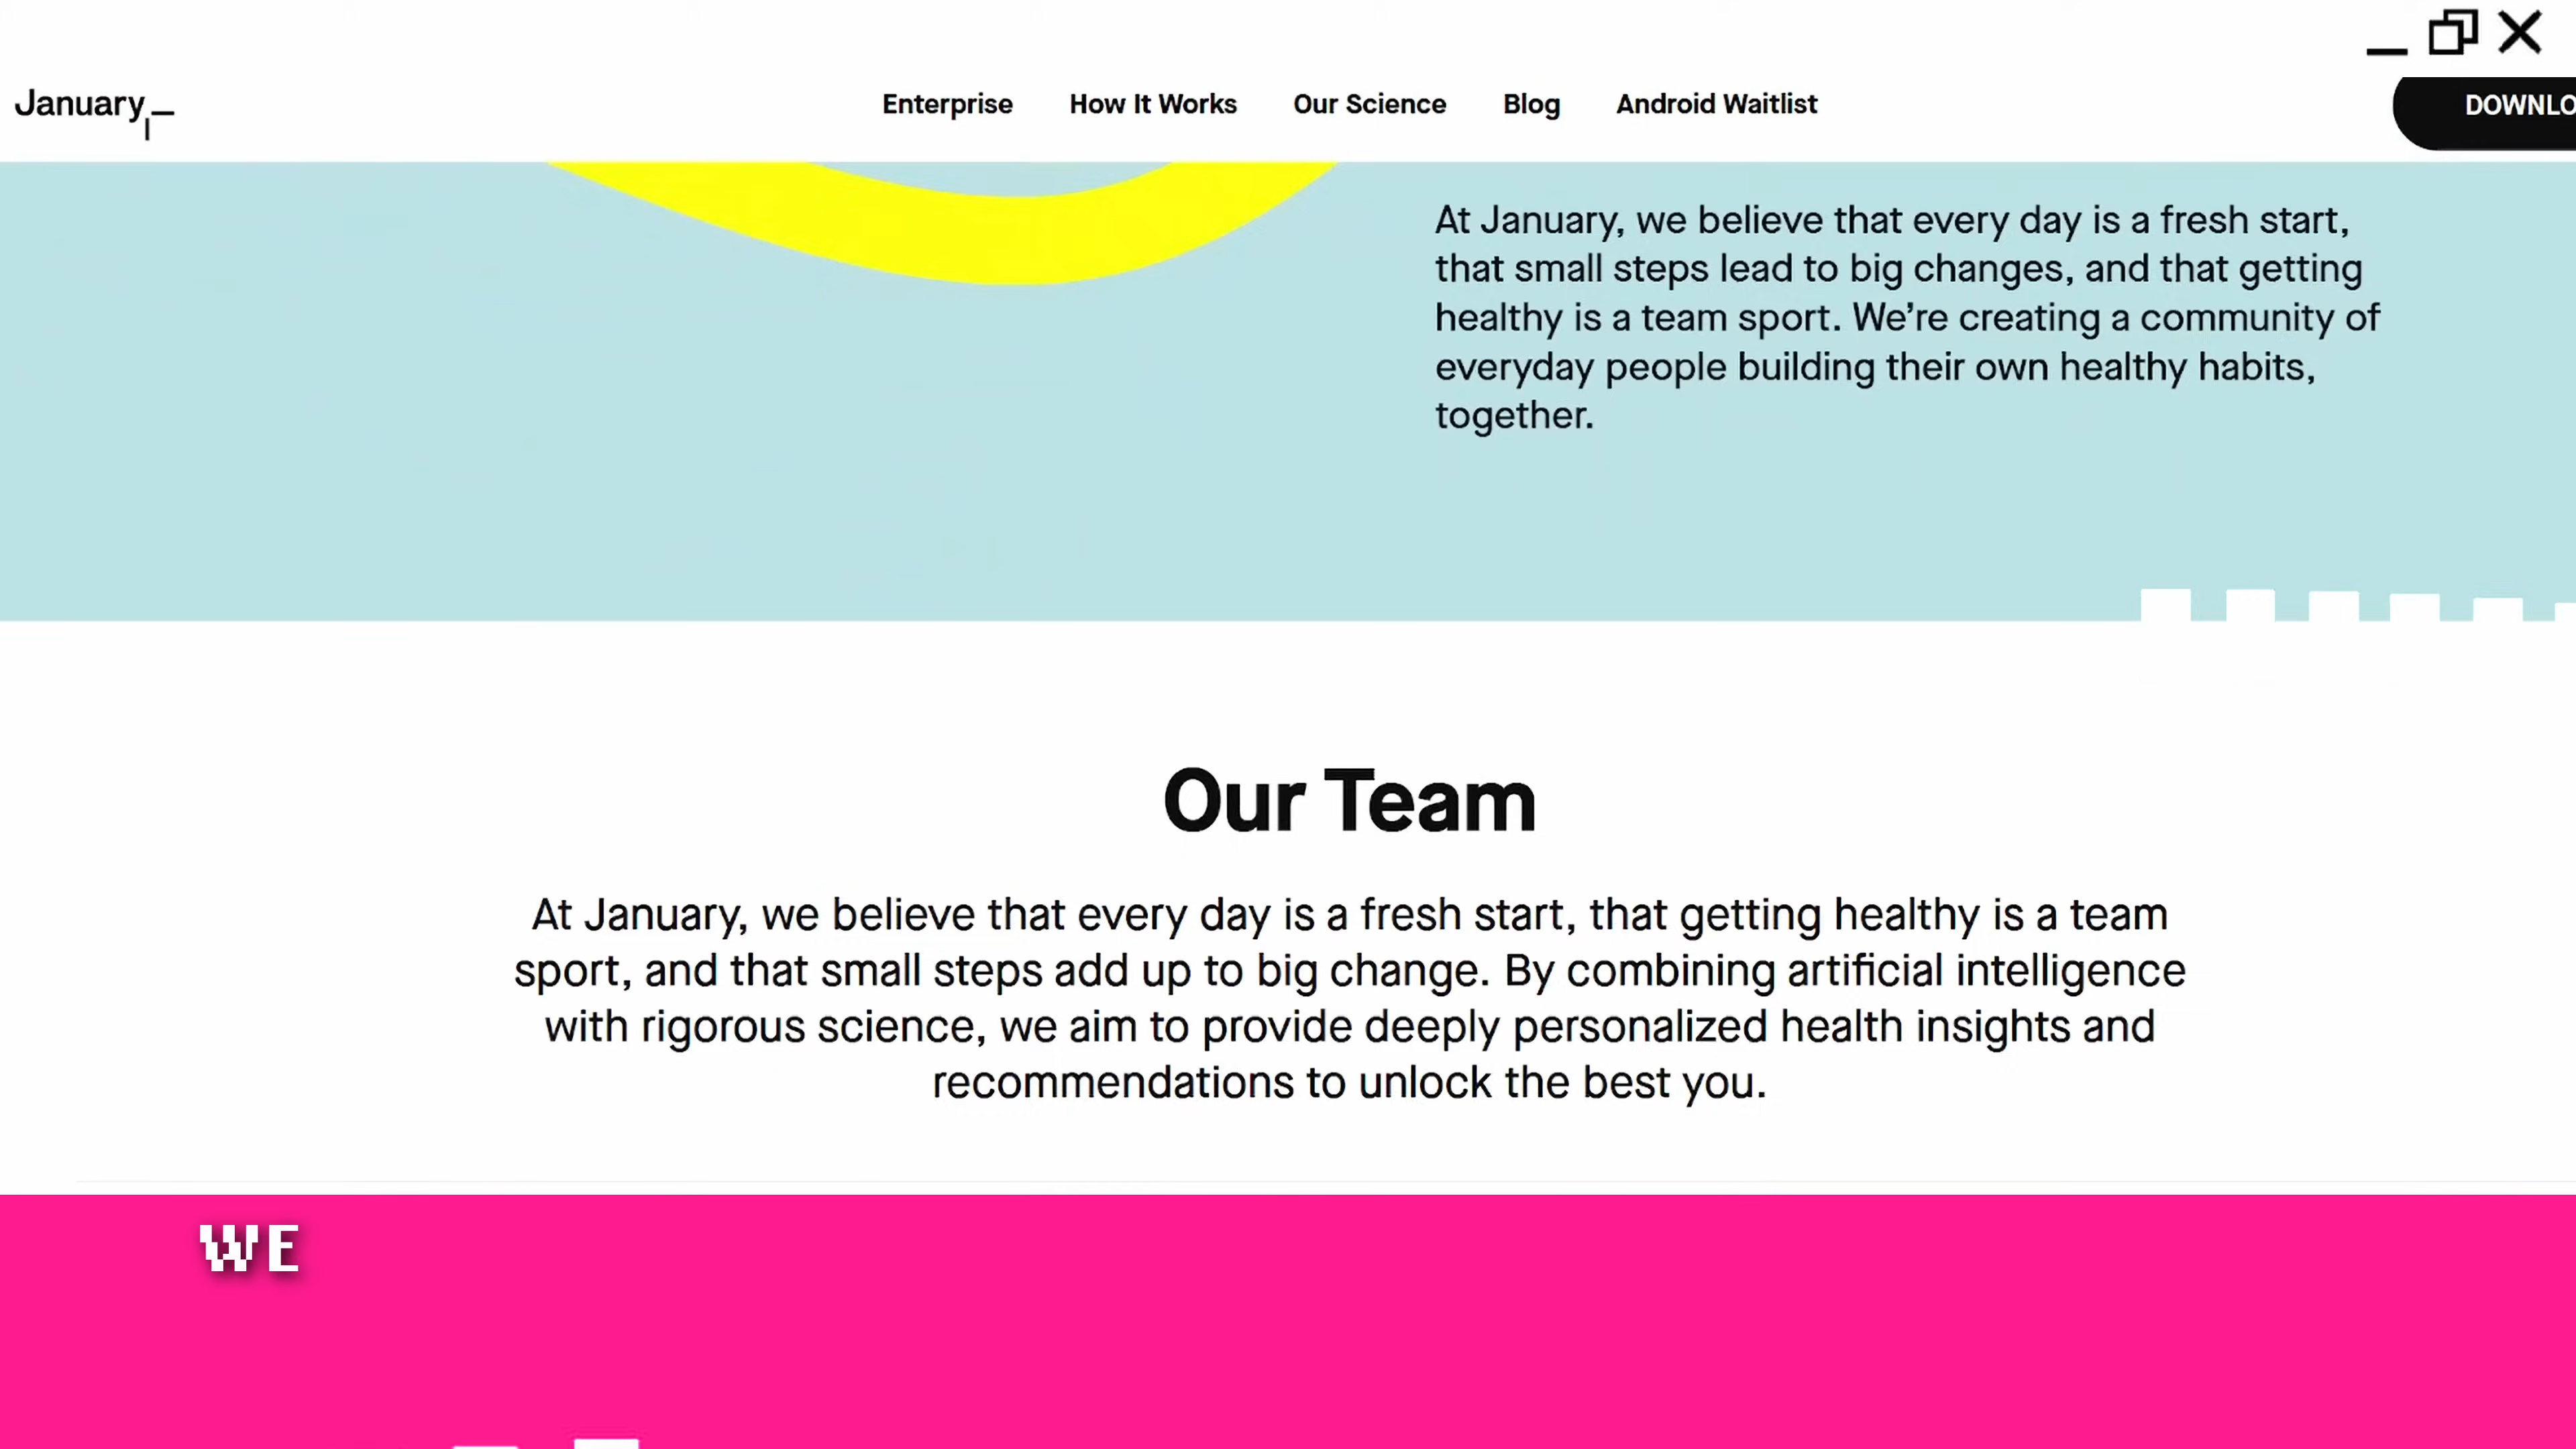 January
Enterprise How It Works Our Science Blog Android Waitlist
DOWNLO
At January, we believe that every day is a fresh start,
that small steps lead to big changes, and that getting
healthy is a team sport. We’re creating a community of
everyday people building their own healthy habits,
together.
Our Team
At January, we believe that every day is a fresh start, that getting healthy is a team
sport, and that small steps add up to big change. By combining artificial intelligence
with rigorous science, we aim to provide deeply personalized health insights and
recommendations to unlock the best you.
WE